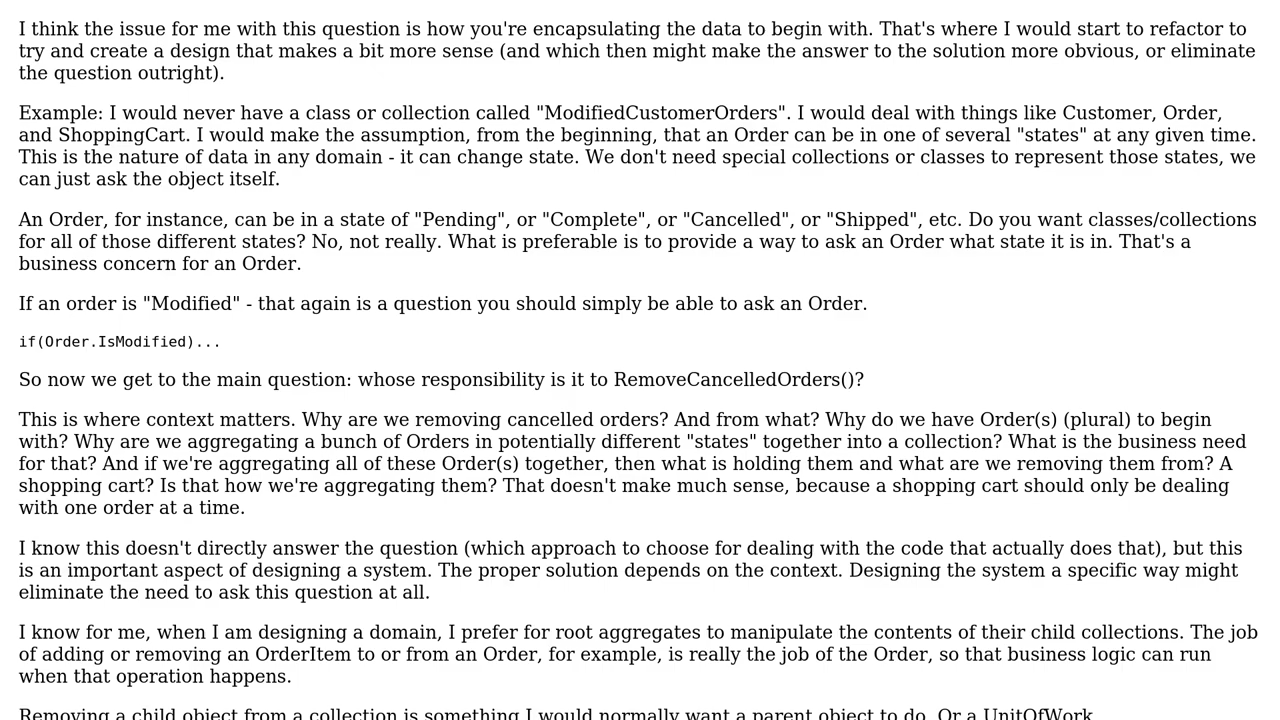 I think the issue for me with this question is how you're encapsulating the data to begin with. That's where I would start to refactor to
try and create a design that makes a bit more sense (and which then might make the answer to the solution more obvious, or eliminate
the question outright).
Example: I would never have a class or collection called "ModifiedCustomerOrders". I would deal with things like Customer, Order,
and ShoppingCart. I would make the assumption, from the beginning, that an Order can be in one of several "states" at any given time.
This is the nature of data in any domain - it can change state. We don't need special collections or classes to represent those states, we
can just ask the object itself.
An Order, for instance, can be in a state of "Pending", or "Complete", or "Cancelled", or "Shipped", etc. Do you want classes/collections
for all of those different states? No, not really. What is preferable is to provide a way to ask an Order what state it is in. That's a
business concern for an Order.
If an order is "Modified" - that again is a question you should simply be able to ask an Order.
if(Order.IsModified)...
So now we get to the main question: whose responsibility is it to RemoveCancelledOrders()?
This is where context matters. Why are we removing cancelled orders? And from what? Why do we have Order(s) (plural) to begin
with? Why are we aggregating a bunch of Orders in potentially different "states" together into a collection? What is the business need
for that? And if we're aggregating all of these Order(s) together, then what is holding them and what are we removing them from? A
shopping cart? Is that how we're aggregating them? That doesn't make much sense, because a shopping cart should only be dealing
with one order at a time.
I know this doesn't directly answer the question (which approach to choose for dealing with the code that actually does that), but this
is an important aspect of designing a system. The proper solution depends on the context. Designing the system a specific way might
eliminate the need to ask this question at all.
I know for me, when I am designing a domain, I prefer for root aggregates to manipulate the contents of their child collections. The job
of adding or removing an OrderItem to or from an Order, for example, is really the job of the Order, so that business logic can run
when that operation happens.
Removing a child object from a collection is something I would normally want a parent object to do. Or a UnitOfWork